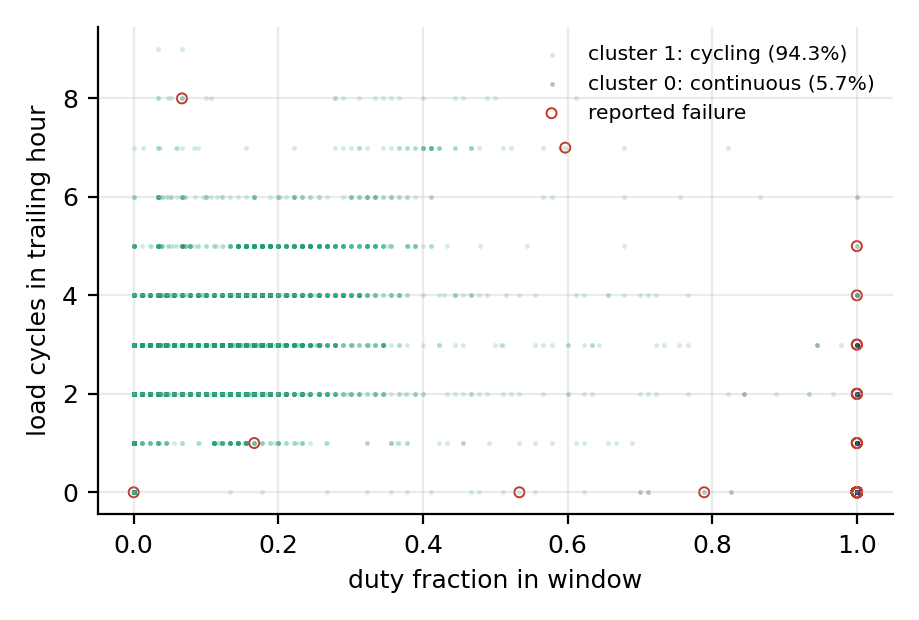 cluster 1: cycling (94.3%)
cluster 0: continuous (5.7%)
reported failure
load cycles in trailing hour
8
6
4
2
0
0.0 0.2 0.4 0.6 0.8 1.0
duty fraction in window